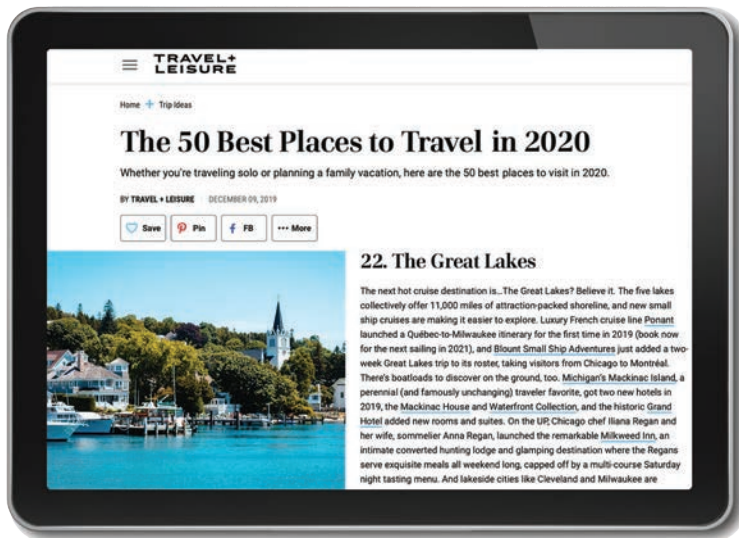 TRAVEL+
LEISURE
Home + Trip Ideas
The 50 Best Places to Travel in 2020
Whether you're traveling solo or planning a family vacation, here are the 50 best places to visit in 2020.
BY TRAVEL + LEISURE DECEMBER 09, 2019
Save Pin FB ••• More
22. The Great Lakes
The next hot cruise destination is...The Great Lakes? Believe it. The five lakes
collectively offer 11,000 miles of attraction-packed shoreline, and new small
ship cruises are making it easier to explore. Luxury French cruise line Ponant
launched a Québec-to-Milwaukee itinerary for the first time in 2019 (book now
for the next sailing in 2021), and Blount Small Ship Adventures just added a two-
week Great Lakes trip to its roster, taking visitors from Chicago to Montréal.
There's boatloads to discover on the ground, too. Michigan's Mackinac Island, a
perennial (and famously unchanging) traveler favorite, got two new hotels in
2019, the Mackinac House and Waterfront Collection, and the historic Grand
Hotel added new rooms and suites. On the UP, Chicago chef Iliana Regan and
her wife, sommelier Anna Regan, launched the remarkable Milkweed Inn, an
intimate converted hunting lodge and glamping destination where the Regans
serve exquisite meals all weekend long, capped off by a multi-course Saturday
night tasting menu. And lakeside cities like Cleveland and Milwaukee are